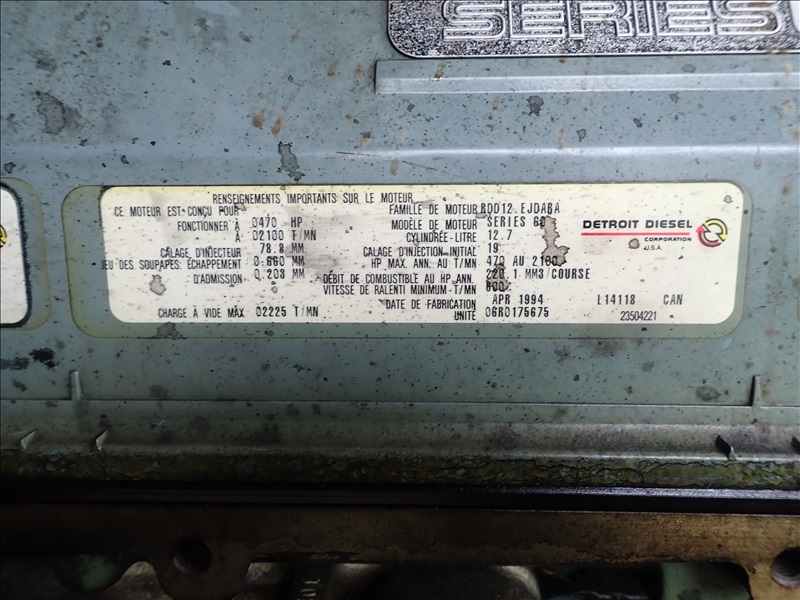 SERIES
RENSEIGNEMENTS IMPORTANTS SUR LE MOTEUR
CE MOTEUR EST CONÇU POUR
FONCTIONNER À 0470 HP
À 02100 T/MN
CALAGE D'INJECTEUR 78.8 MM
JEU DES SOUPAPES: ÉCHAPPEMENT 0.660 MM
D'ADMISSION 0.203 MM
CHARGE À VIDE MAX 02225 T/MN
FAMILLE DE MOTEUR RDD12.EJDABA
MODÈLE DE MOTEUR SERIES 60
CYLINDRÉE-LITRE 12.7
CALAGE D'INJECTION-INITIAL 19
HP MAX. ANN. AU T/MN 470 AU 2100
DÉBIT DE COMBUSTIBLE AU HP ANN. 220.1 MM3/COURSE
VITESSE DE RALENTI MINIMUM - T/MN 600
DATE DE FABRICATION APR 1994 L14118 CAN
UNITÉ 06R0175675 23504221
DETROIT DIESEL
CORPORATION
U.S.A.